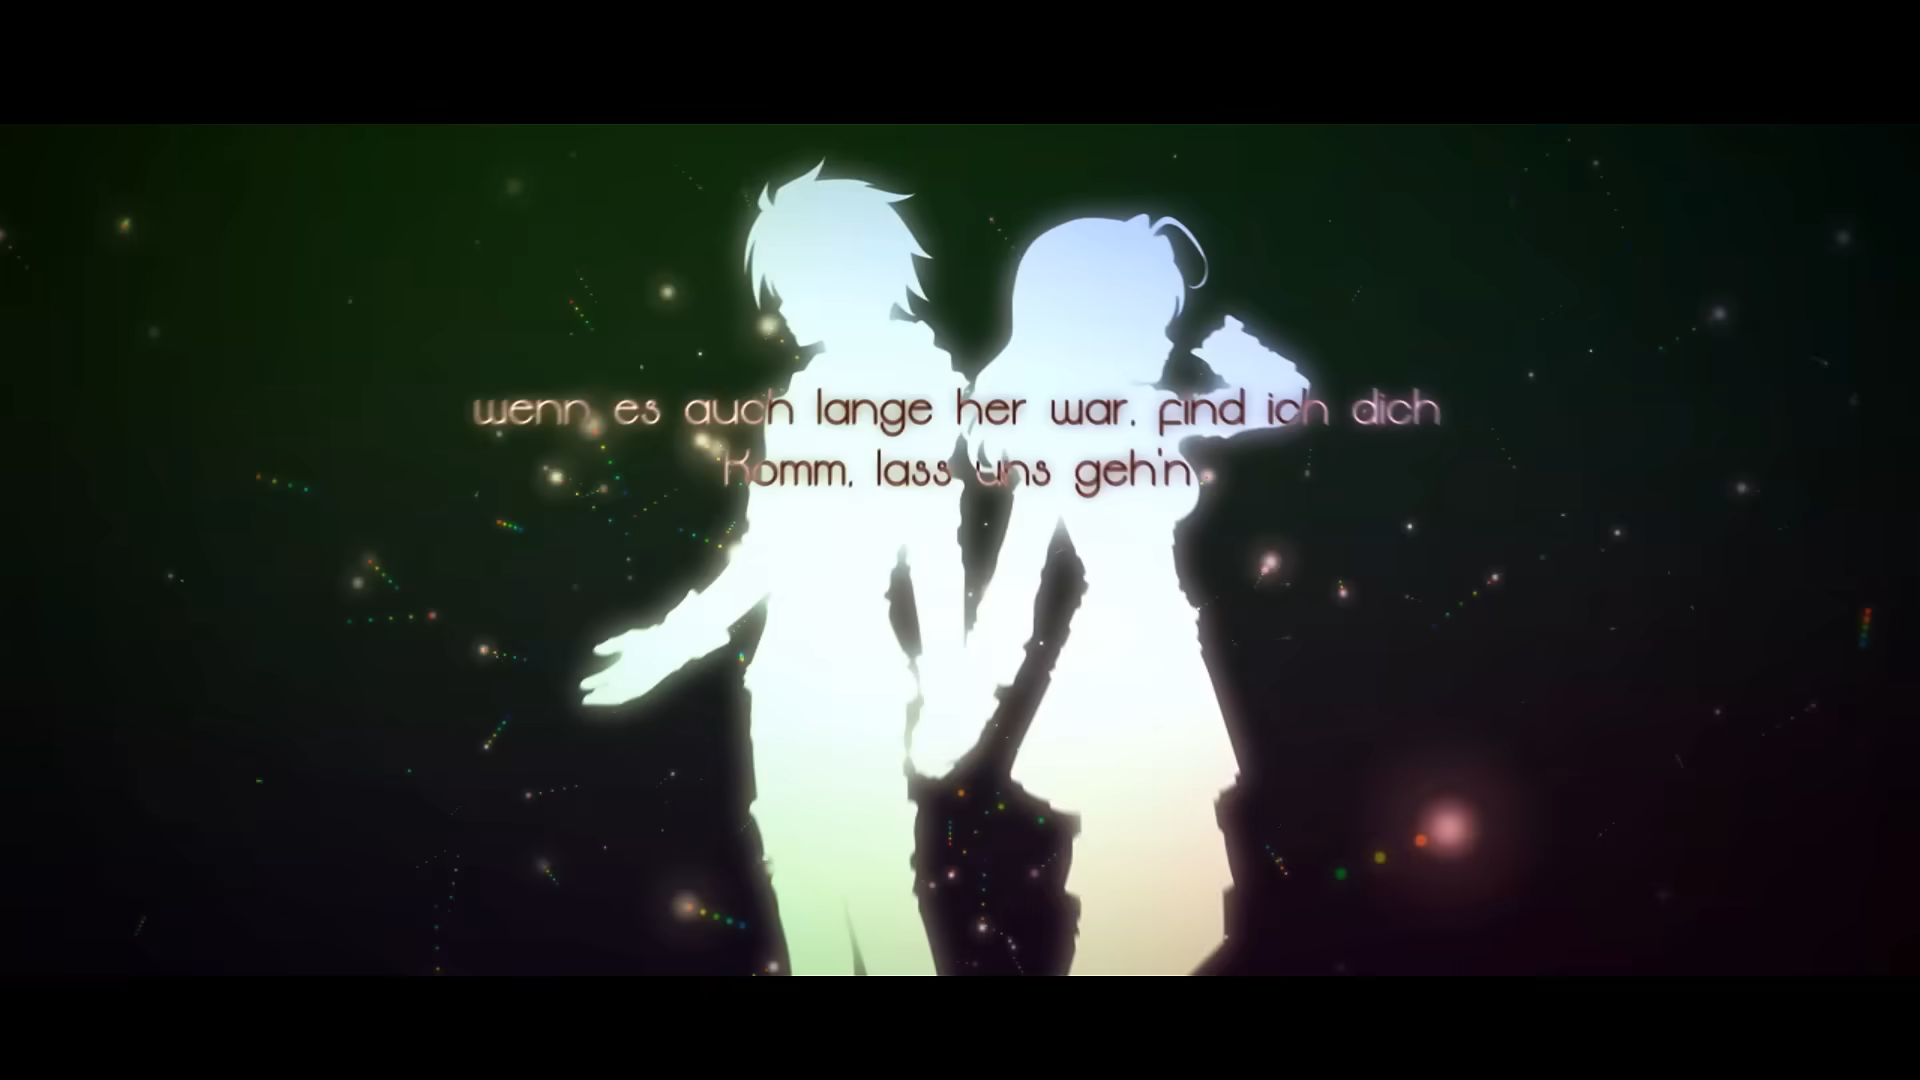 wenn es auch lange her war, find ich dich
Komm, lass uns geh'n